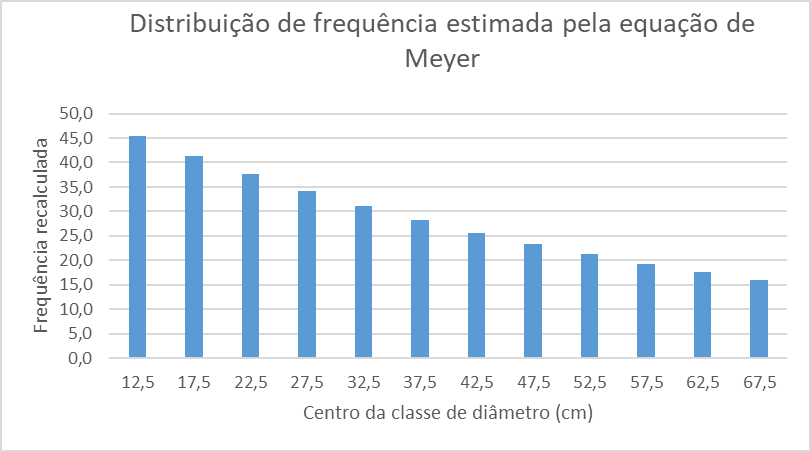 Distribuição de frequência estimada pela equação de
Meyer
Frequência recalculada
50,0
45,0
40,0
35,0
30,0
25,0
20,0
15,0
10,0
5,0
0,0
12,5 17,5 22,5 27,5 32,5 37,5 42,5 47,5 52,5 57,5 62,5 67,5
Centro da classe de diâmetro (cm)